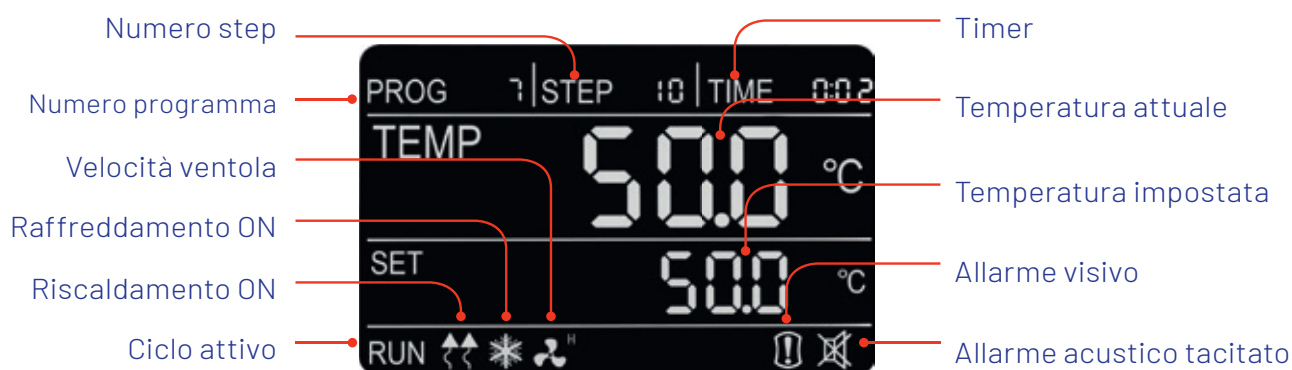 Numero step
Numero programma
Velocità ventola
Raffreddamento ON
Riscaldamento ON
Ciclo attivo
PROG 7 STEP 10 TIME 0:02
TEMP 50.0 °C
SET 50.0 °C
RUN H
Timer
Temperatura attuale
Temperatura impostata
Allarme visivo
Allarme acustico tacitato